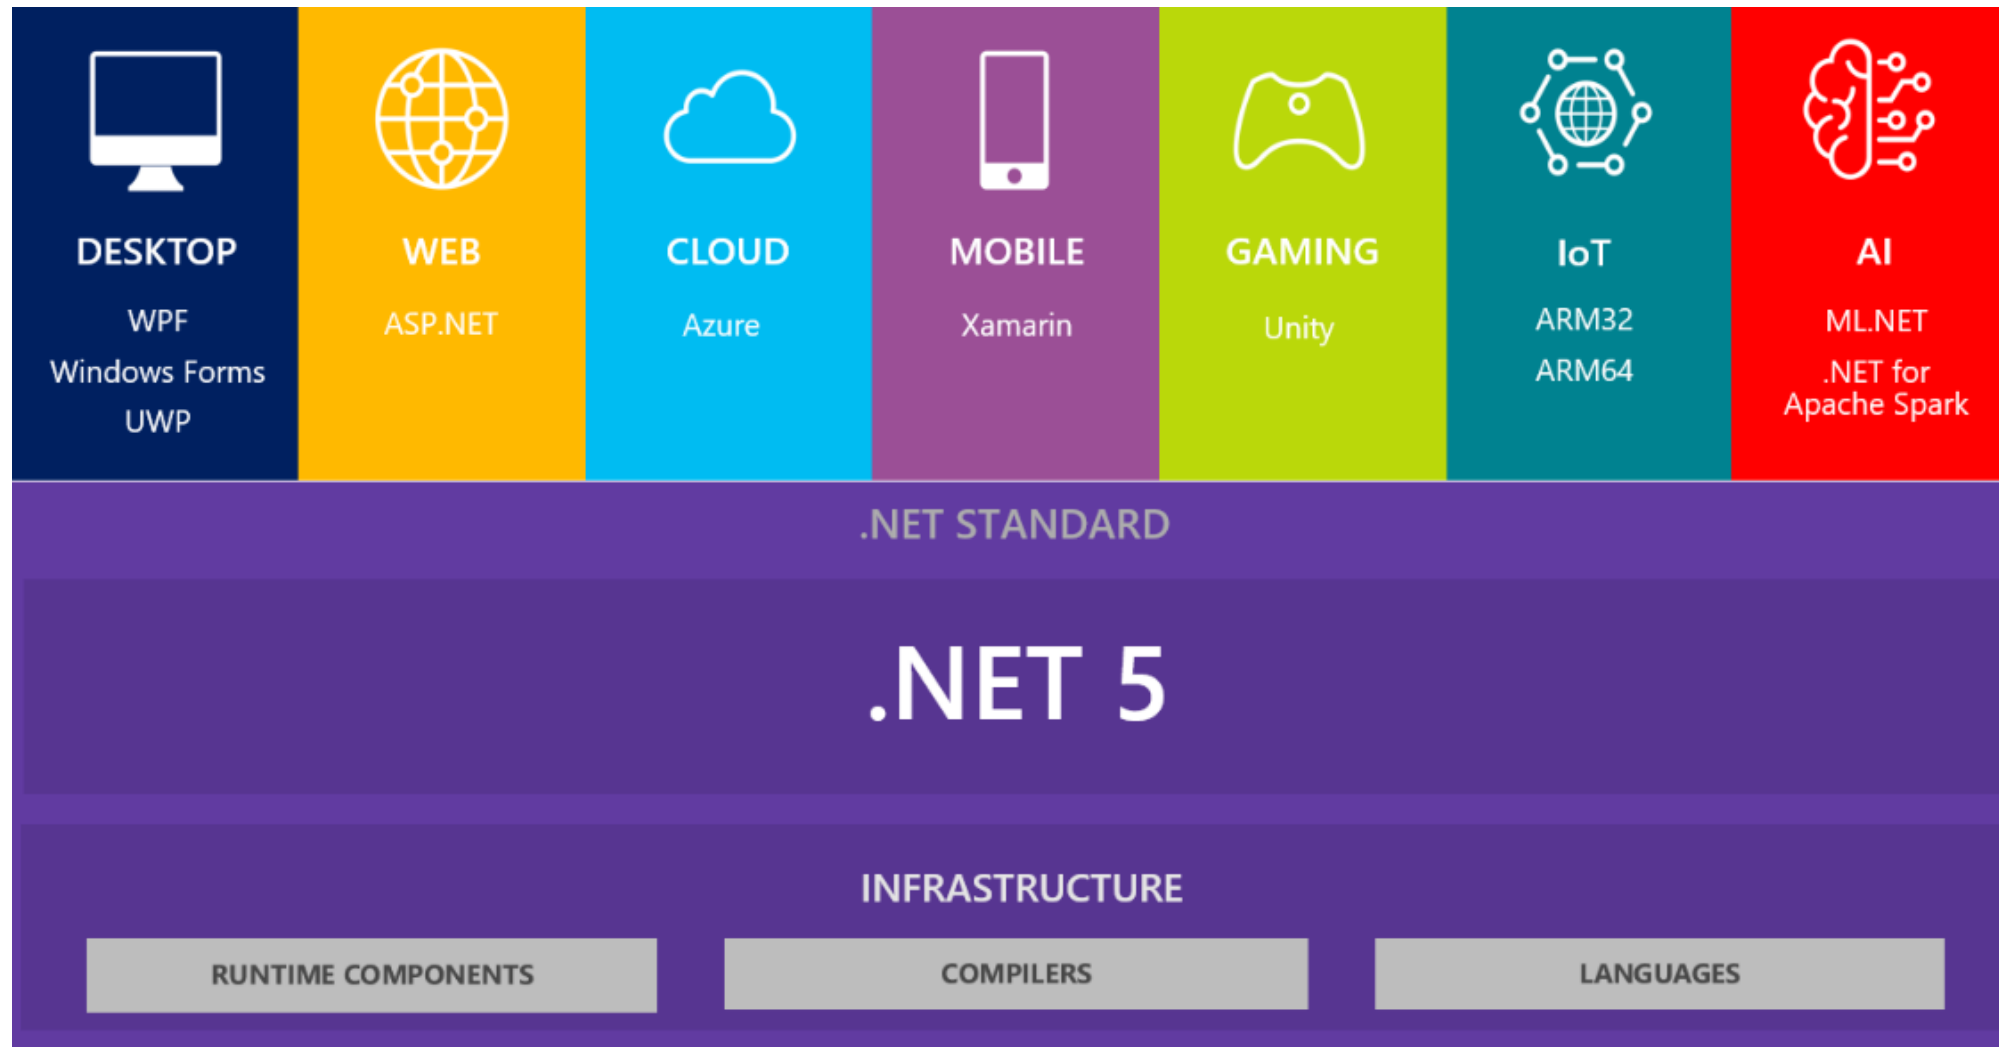 DESKTOP
WPF
Windows Forms
UWP
WEB
ASP.NET
CLOUD
Azure
MOBILE
Xamarin
GAMING
Unity
IoT
ARM32
ARM64
AI
ML.NET
.NET for
Apache Spark
.NET STANDARD
.NET 5
INFRASTRUCTURE
RUNTIME COMPONENTS
COMPILERS
LANGUAGES